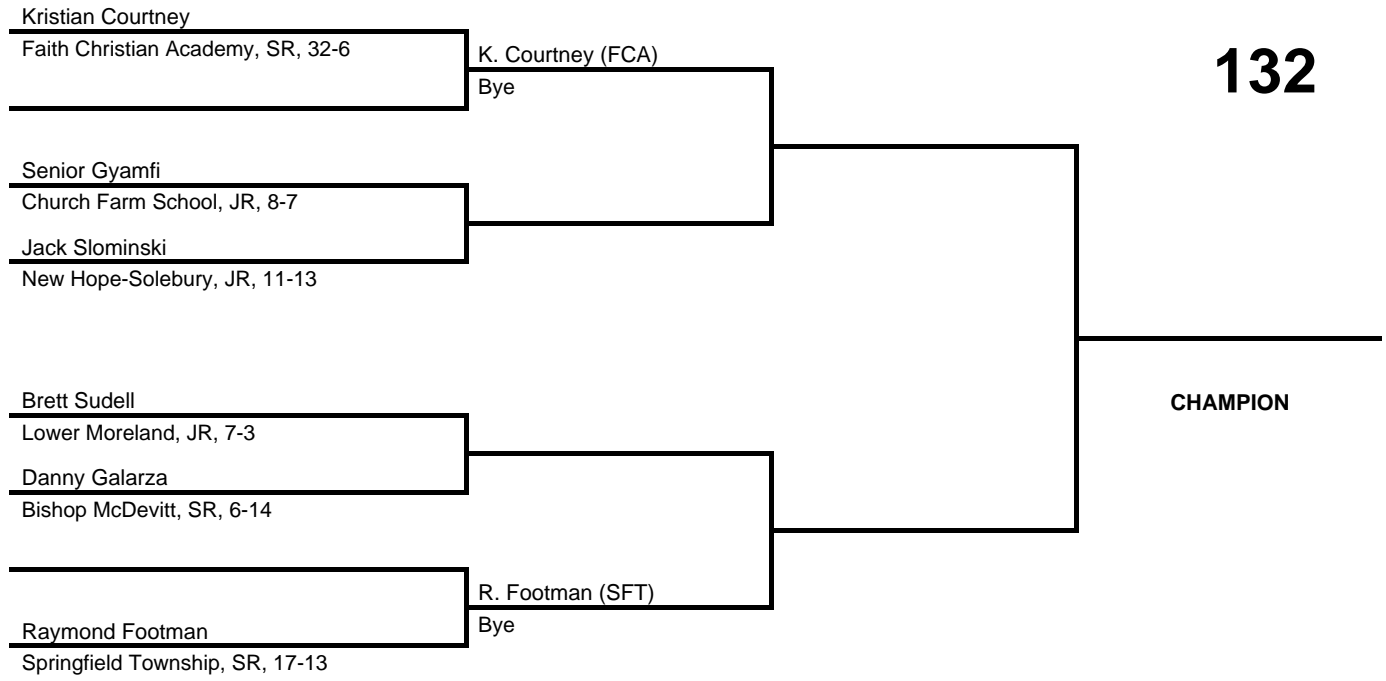 Kristian Courtney
Faith Christian Academy, SR, 32-6
K. Courtney (FCA)
Bye
132
Senior Gyamfi
Church Farm School, JR, 8-7
Jack Slominski
New Hope-Solebury, JR, 11-13
Brett Sudell
Lower Moreland, JR, 7-3
CHAMPION
Danny Galarza
Bishop McDevitt, SR, 6-14
R. Footman (SFT)
Bye
Raymond Footman
Springfield Township, SR, 17-13